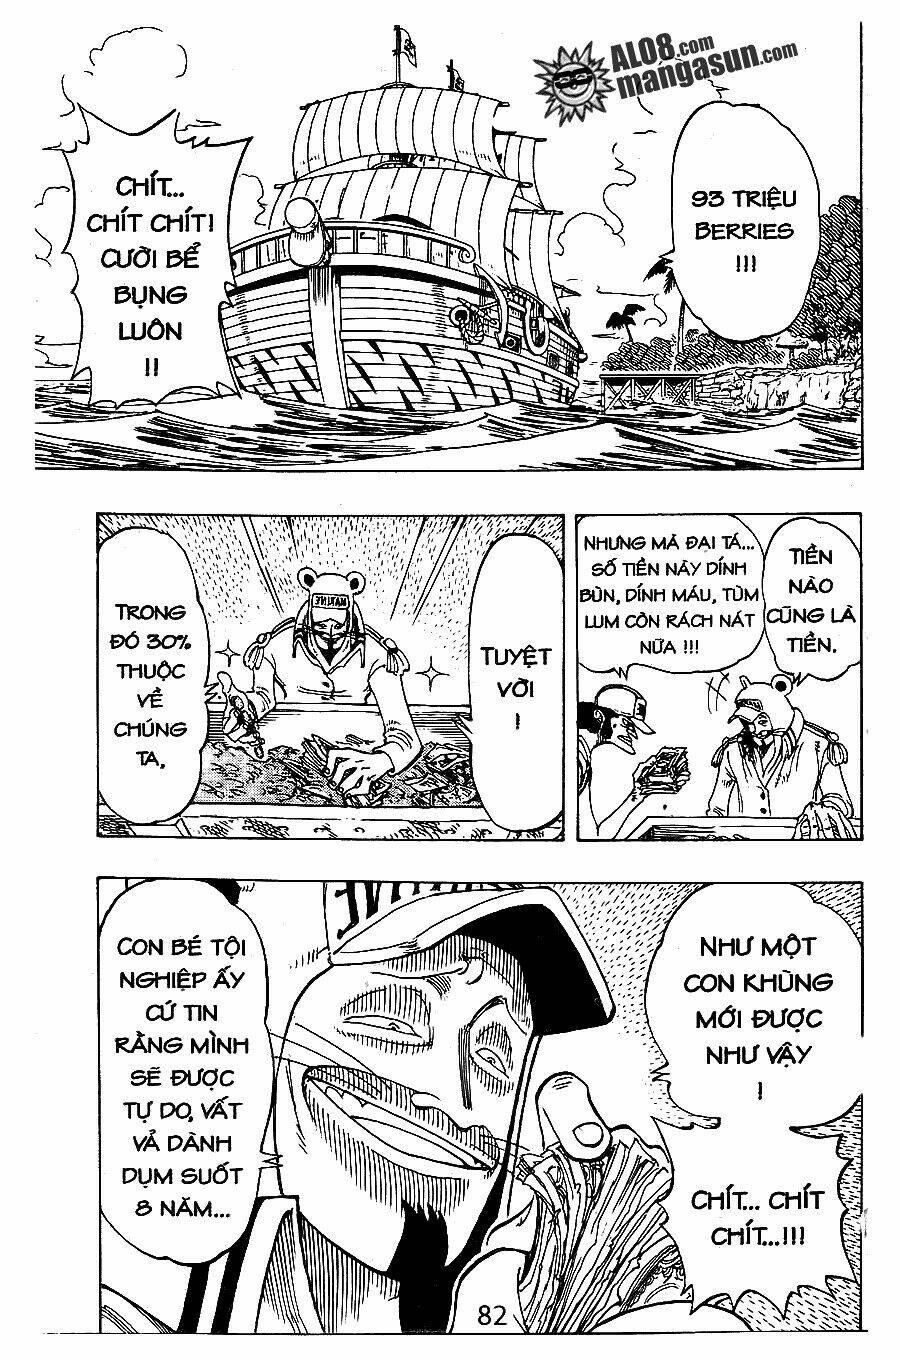 AL08.com
mangasun.com
93 TRIỆU
BERRIES
!!!
CHÍT...
CHÍT CHÍT!
CƯỜI BỂ
BỤNG
LUÔN
!!
TIỀN
NÀO
CŨNG LÀ
TIỀN.
NHƯNG MÀ ĐẠI TÁ...
SỐ TIỀN NÀY DÍNH
BÙN, DÍNH MÁU, TÙM
LUM CÒN RÁCH NÁT
NỮA !!!
TUYỆT
VỜI
!
MARINE
TRONG
ĐÓ 30%
THUỘC
VỀ
CHÚNG
TA.
NHƯ MỘT
CON KHÙNG
MỚI ĐƯỢC
NHƯ VẬY
!
CHÍT... CHÍT
CHÍT...!!!
CON BÉ TỘI
NGHIỆP ẤY
CỨ TIN
RẰNG MÌNH
SẼ ĐƯỢC
TỰ DO, VẤT
VẢ DÀNH
DỤM SUỐT
8 NĂM...
82